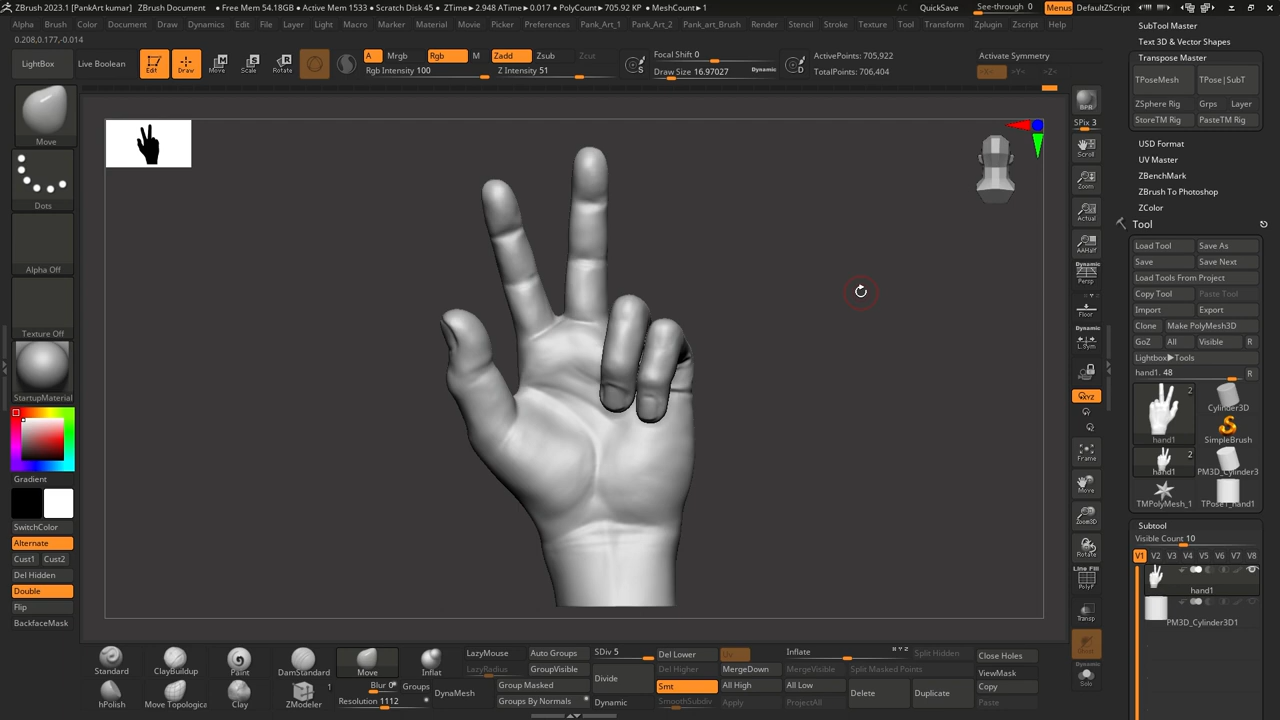 ZBrush 2023.1 [PankArt kumar]   ZBrush Document    ● Free Mem 54.18GB ● Active Mem 1533 ● Scratch Disk 45 ● ZTime▸2.948 ATime▸0.017 ● PolyCount▸705.92 KP ● MeshCount▸1 AC QuickSave See-through 0 Menus DefaultZScript
Alpha Brush Color Document Draw Dynamics Edit File Layer Light Macro Marker Material Movie Picker Preferences Pank_Art_1 Pank_Art_2 Pank_art_Brush Render Stencil Stroke Texture Tool Transform Zplugin Zscript Help
0.208,0.177,-0.014
LightBox Live Boolean Edit Draw Move Scale Rotate
A Mrgb Rgb M Zadd Zsub Zcut
Rgb Intensity 100 Z Intensity 51
S Focal Shift 0
Draw Size 16.97027 Dynamic
D ActivePoints: 705,922
TotalPoints: 706,404
Activate Symmetry
>X< >Y< >Z<
Move
Dots
Alpha Off
Texture Off
StartupMaterial
Gradient
SwitchColor
Alternate
Cust1 Cust2
Del Hidden
Double
Flip
BackfaceMask
BPR
SPix 3
Scroll
Zoom
Actual
AAHalf
Dynamic
Persp
Floor
Dynamic
L.Sym
XYZ
Frame
Move
Zoom3D
Rotate
Line Fill
PolyF
Transp
Dynamic
Solo
SubTool Master
Text 3D & Vector Shapes
Transpose Master
TPoseMesh TPose|SubT
ZSphere Rig Grps Layer
StoreTM Rig PasteTM Rig
USD Format
UV Master
ZBenchMark
ZBrush To Photoshop
ZColor
Tool
Load Tool Save As
Save Save Next
Load Tools From Project
Copy Tool Paste Tool
Import Export
Clone Make PolyMesh3D
GoZ All Visible R
Lightbox▸Tools
hand1. 48 R
2
hand1 Cylinder3D
SimpleBrush
2
hand1 PM3D_Cylinder3
TMPolyMesh_1 TPose1_hand1
Subtool
Visible Count 10
V1 V2 V3 V4 V5 V6 V7 V8
hand1
PM3D_Cylinder3D1
Standard ClayBuildup Paint DamStandard Move Inflat
hPolish Move Topologica Clay ZModeler 1
LazyMouse Auto Groups
LazyRadius GroupVisible
Blur 0 Groups DynaMesh Group Masked
Resolution 1112 Groups By Normals
SDiv 5 Del Lower Uv Inflate X Y Z Split Hidden Close Holes
Divide Del Higher MergeDown MergeVisible Split Masked Points ViewMask
Smt All High All Low Delete Duplicate Copy
Dynamic SmoothSubdiv Apply ProjectAll Paste